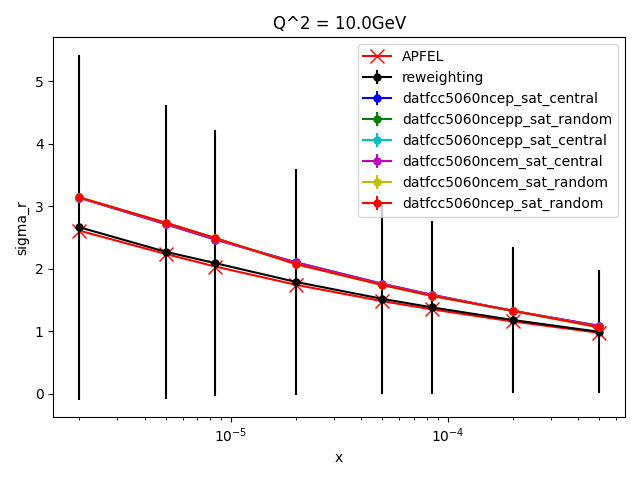 Q^2 = 10.0GeV
sigma_r
5
4
3
2
1
0
APFEL
reweighting
datfcc5060ncep_sat_central
datfcc5060ncepp_sat_random
datfcc5060ncepp_sat_central
datfcc5060ncem_sat_central
datfcc5060ncem_sat_random
datfcc5060ncep_sat_random
10⁻⁵
10⁻⁴
x